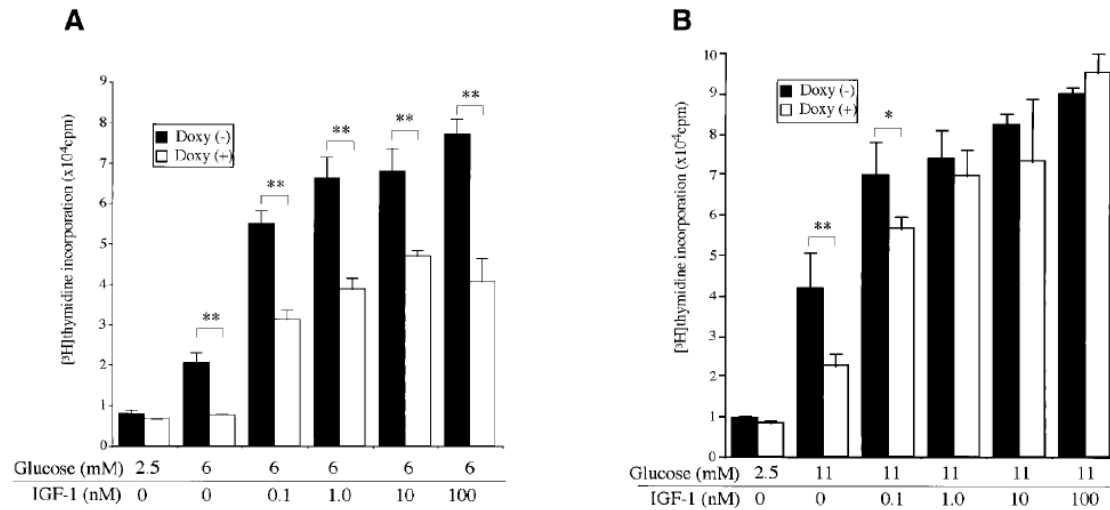 A
9
8
7
6
5
4
3
2
1
0
[³H]thymidine incorporation (x10⁴cpm)
Doxy (-)
Doxy (+)
**
**
**
**
**
Glucose (mM) 2.5 6 6 6 6 6
IGF-1 (nM) 0 0 0.1 1.0 10 100
B
10
9
8
7
6
5
4
3
2
1
0
[³H]thymidine incorporation (x10⁴cpm)
Doxy (-)
Doxy (+)
**
*
Glucose (mM) 2.5 11 11 11 11 11
IGF-1 (nM) 0 0 0.1 1.0 10 100